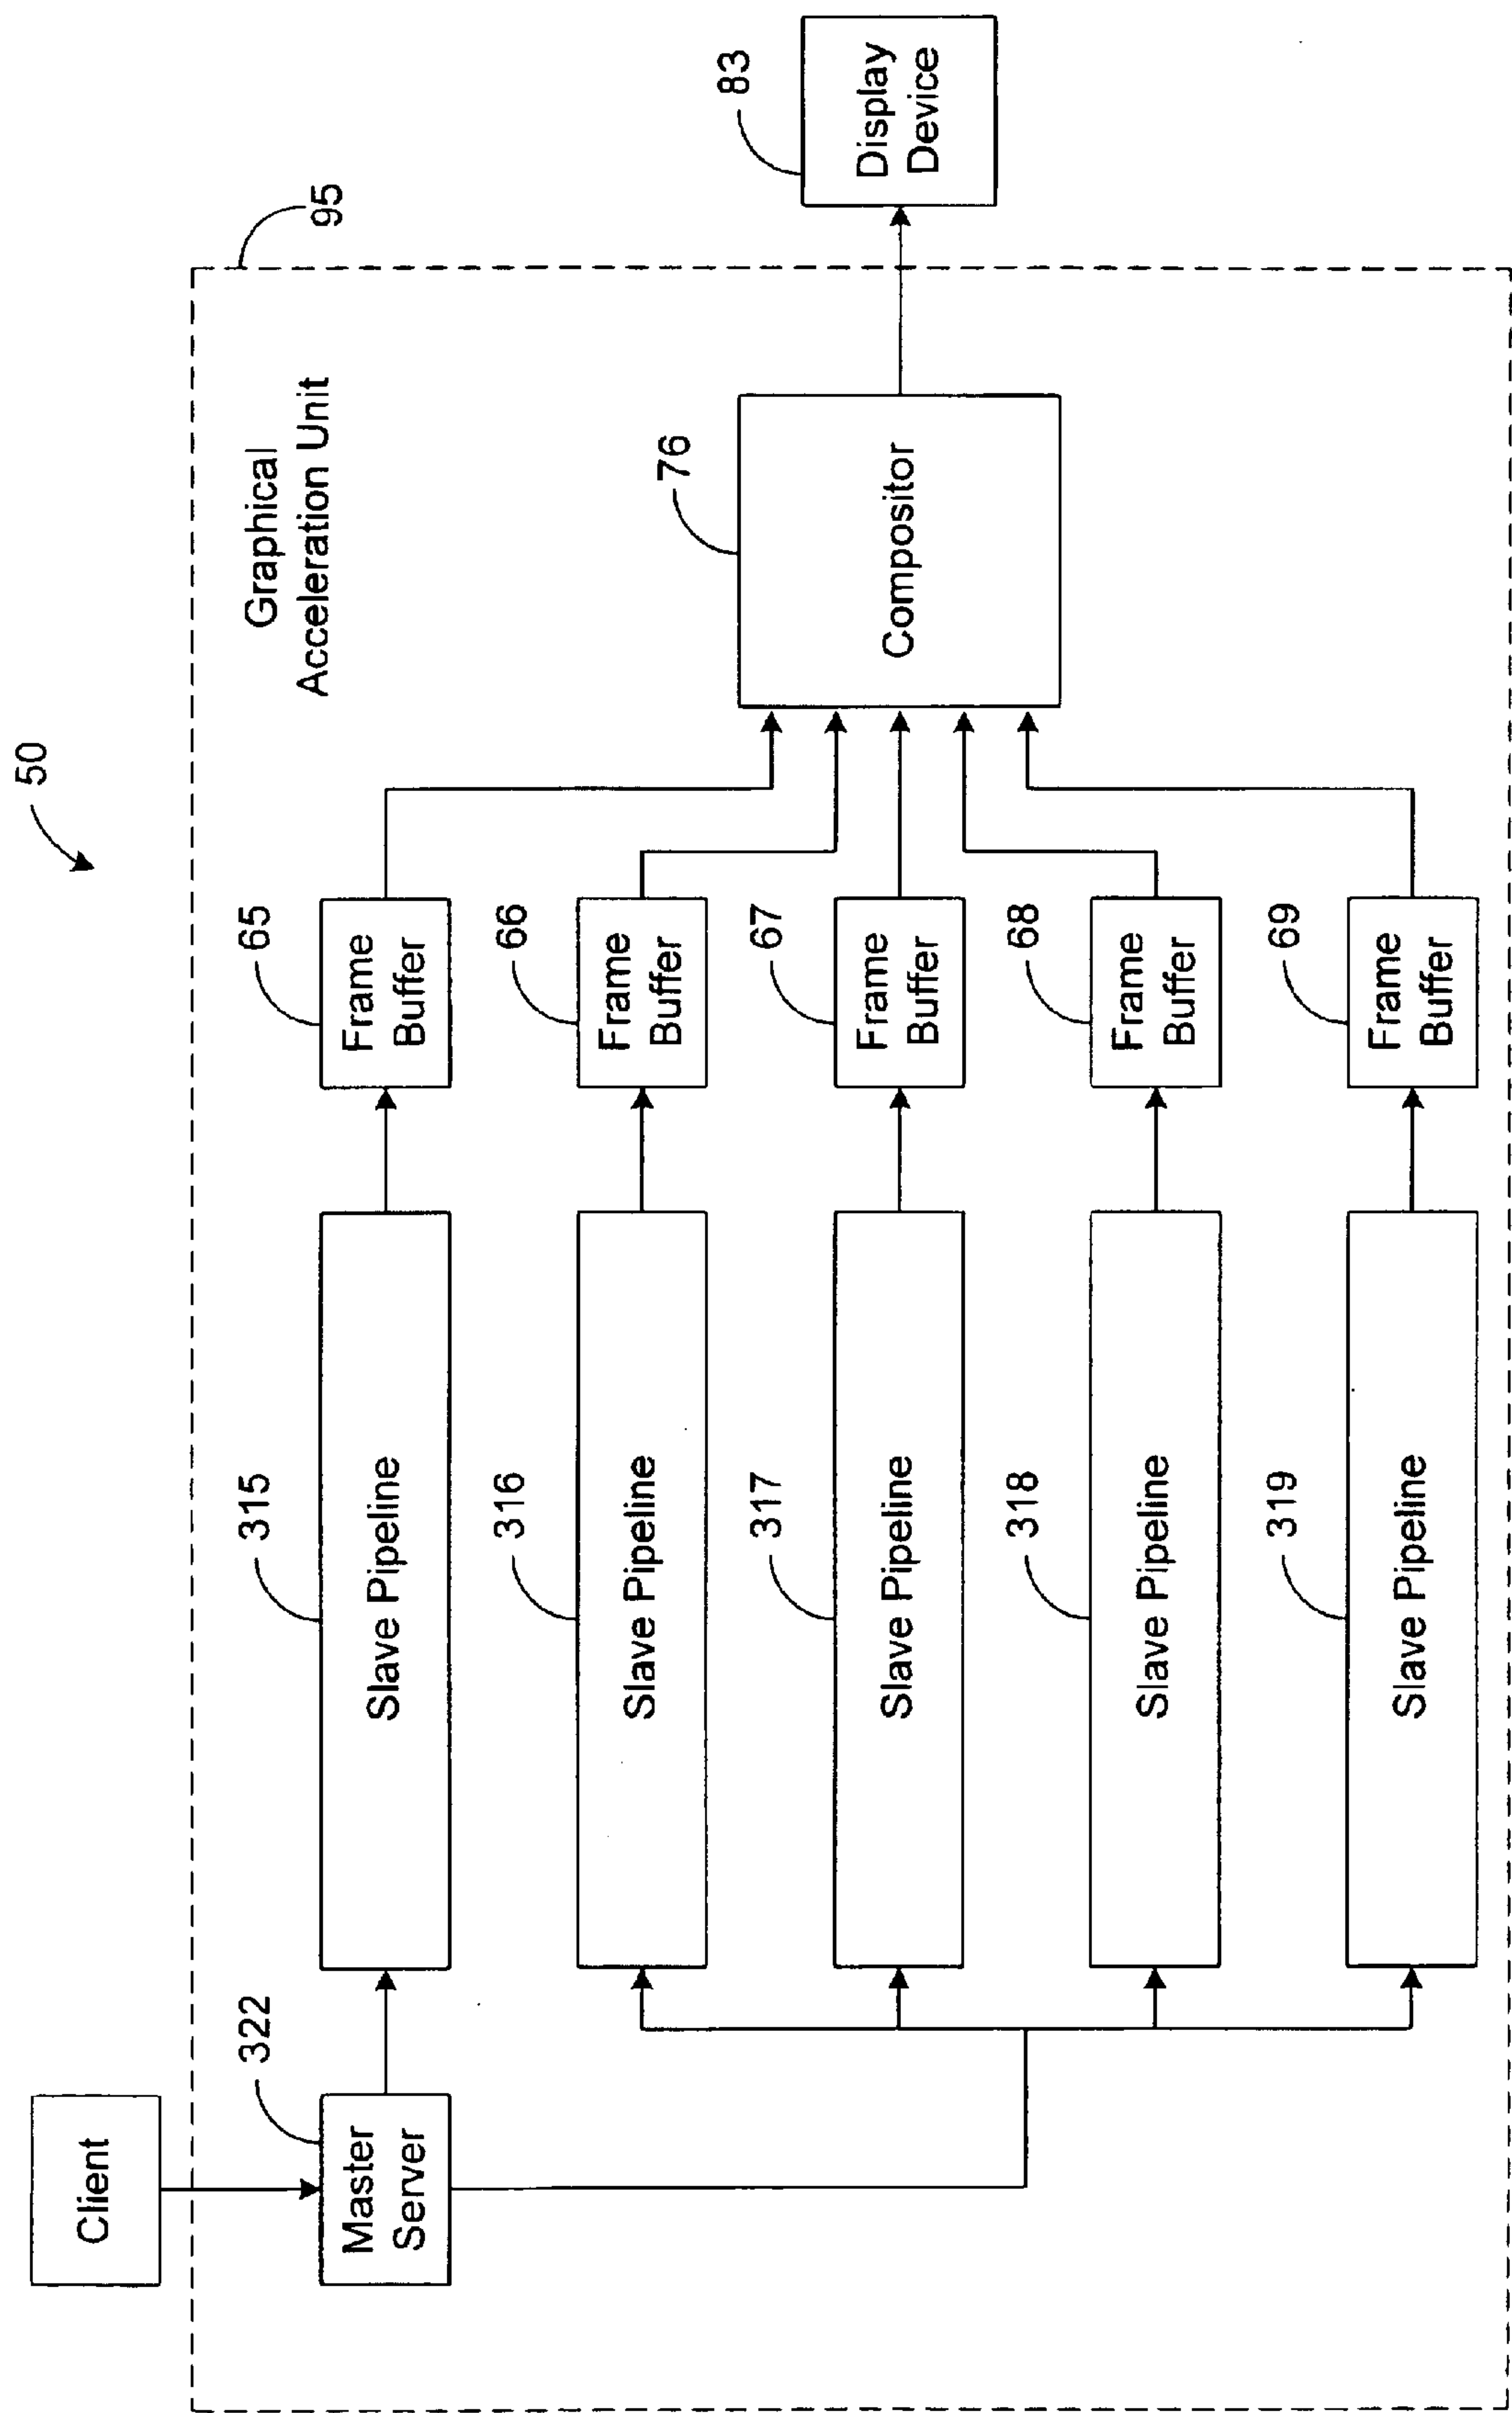 50
Client
Graphical
Acceleration Unit
95
322
Master
Server
315
Slave Pipeline
65
Frame
Buffer
316
Slave Pipeline
66
Frame
Buffer
317
Slave Pipeline
67
Frame
Buffer
318
Slave Pipeline
68
Frame
Buffer
319
Slave Pipeline
69
Frame
Buffer
76
Compositor
83
Display
Device